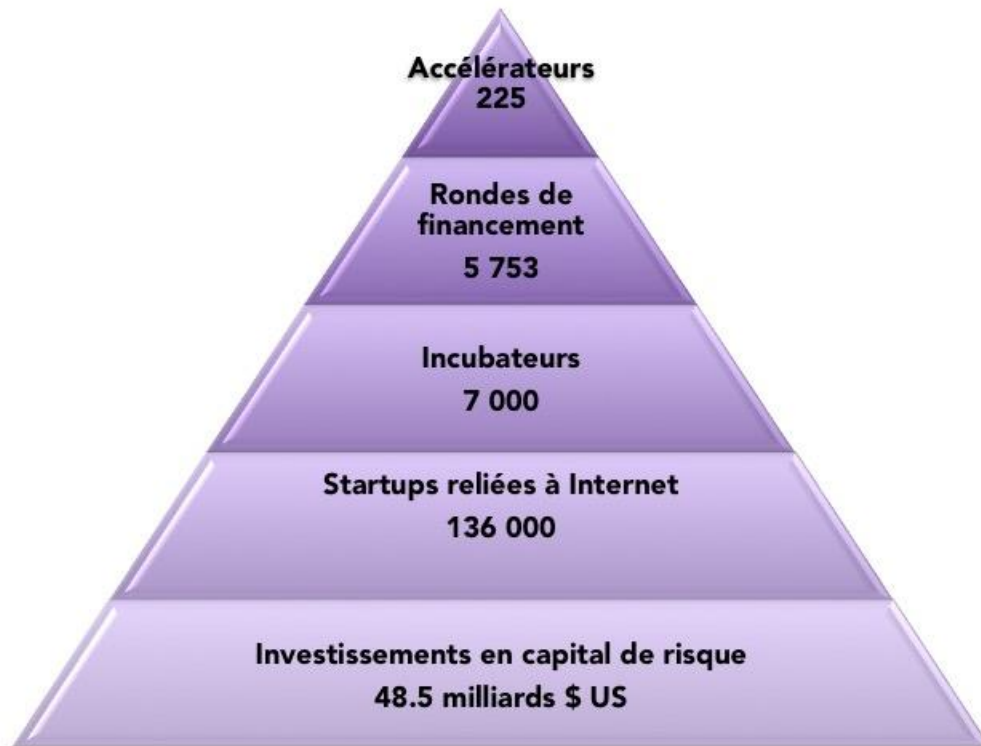 Accélérateurs
225
Rondes de
financement
5 753
Incubateurs
7 000
Startups reliées à Internet
136 000
Investissements en capital de risque
48.5 milliards $ US